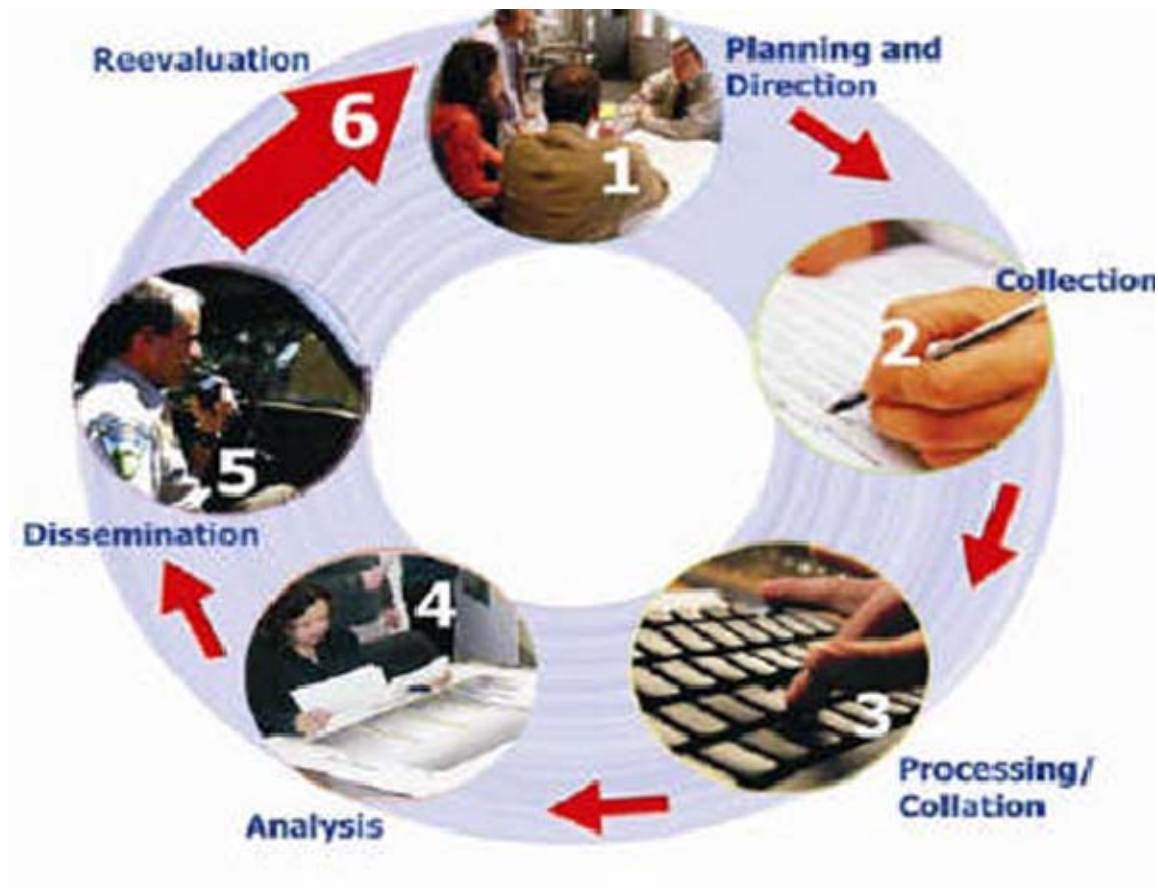 Planning and
Direction
1
Collection
2
3
Processing/
Collation
4
Analysis
5
Dissemination
6
Reevaluation